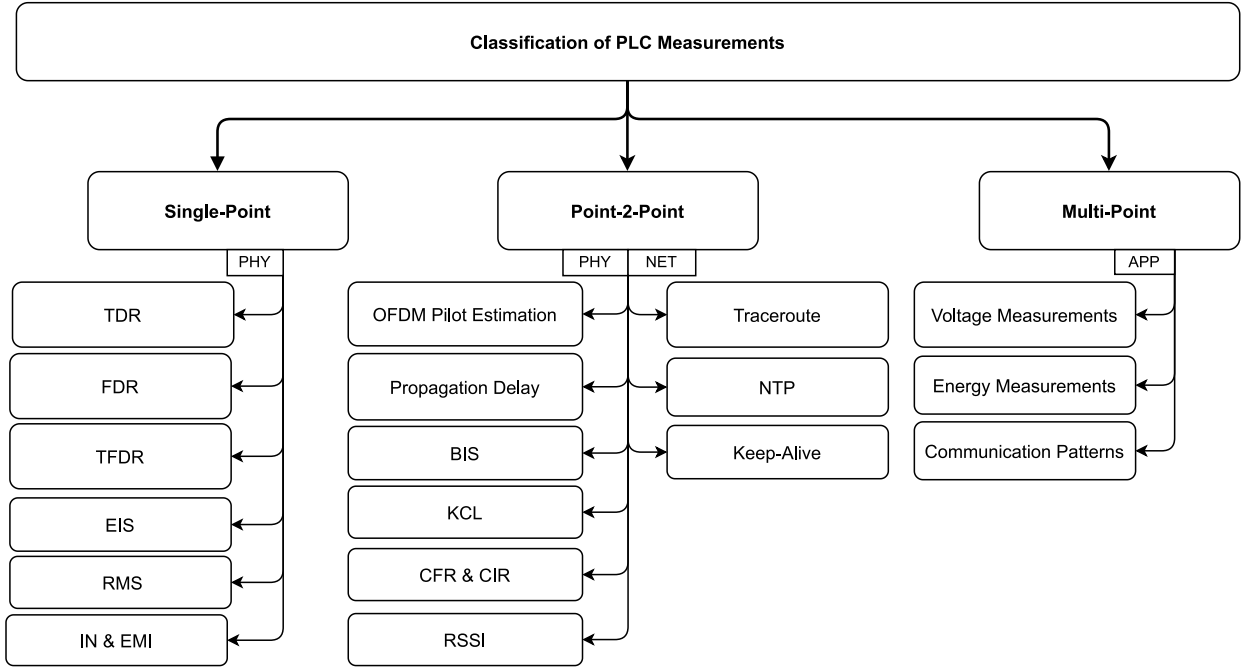 Classification of PLC Measurements
Single-Point
Point-2-Point
Multi-Point
PHY
PHY
NET
APP
TDR
FDR
TFDR
EIS
RMS
IN & EMI
OFDM Pilot Estimation
Propagation Delay
BIS
KCL
CFR & CIR
RSSI
Traceroute
NTP
Keep-Alive
Voltage Measurements
Energy Measurements
Communication Patterns